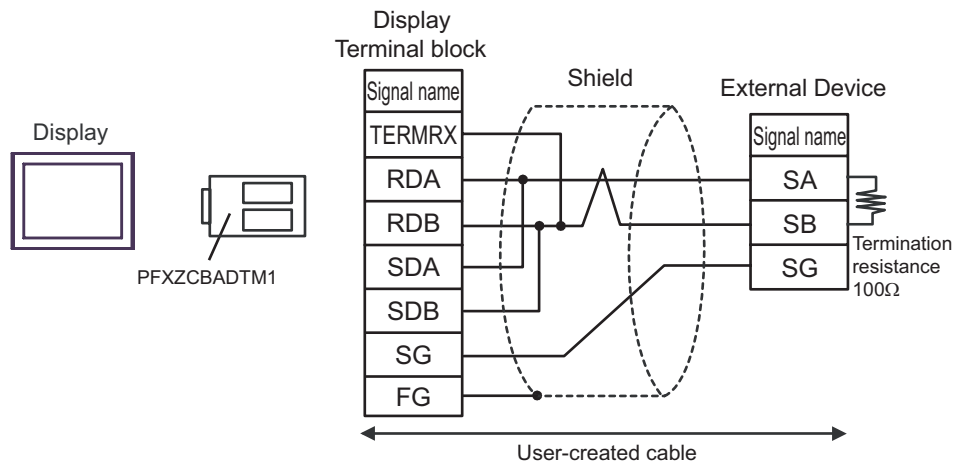 Display
Terminal block
Shield
External Device
Display
Signal name
TERMRX
RDA
RDB
SDA
SDB
SG
FG
Signal name
SA
SB
SG
Termination
resistance
100Ω
PFXZCBADTM1
User-created cable